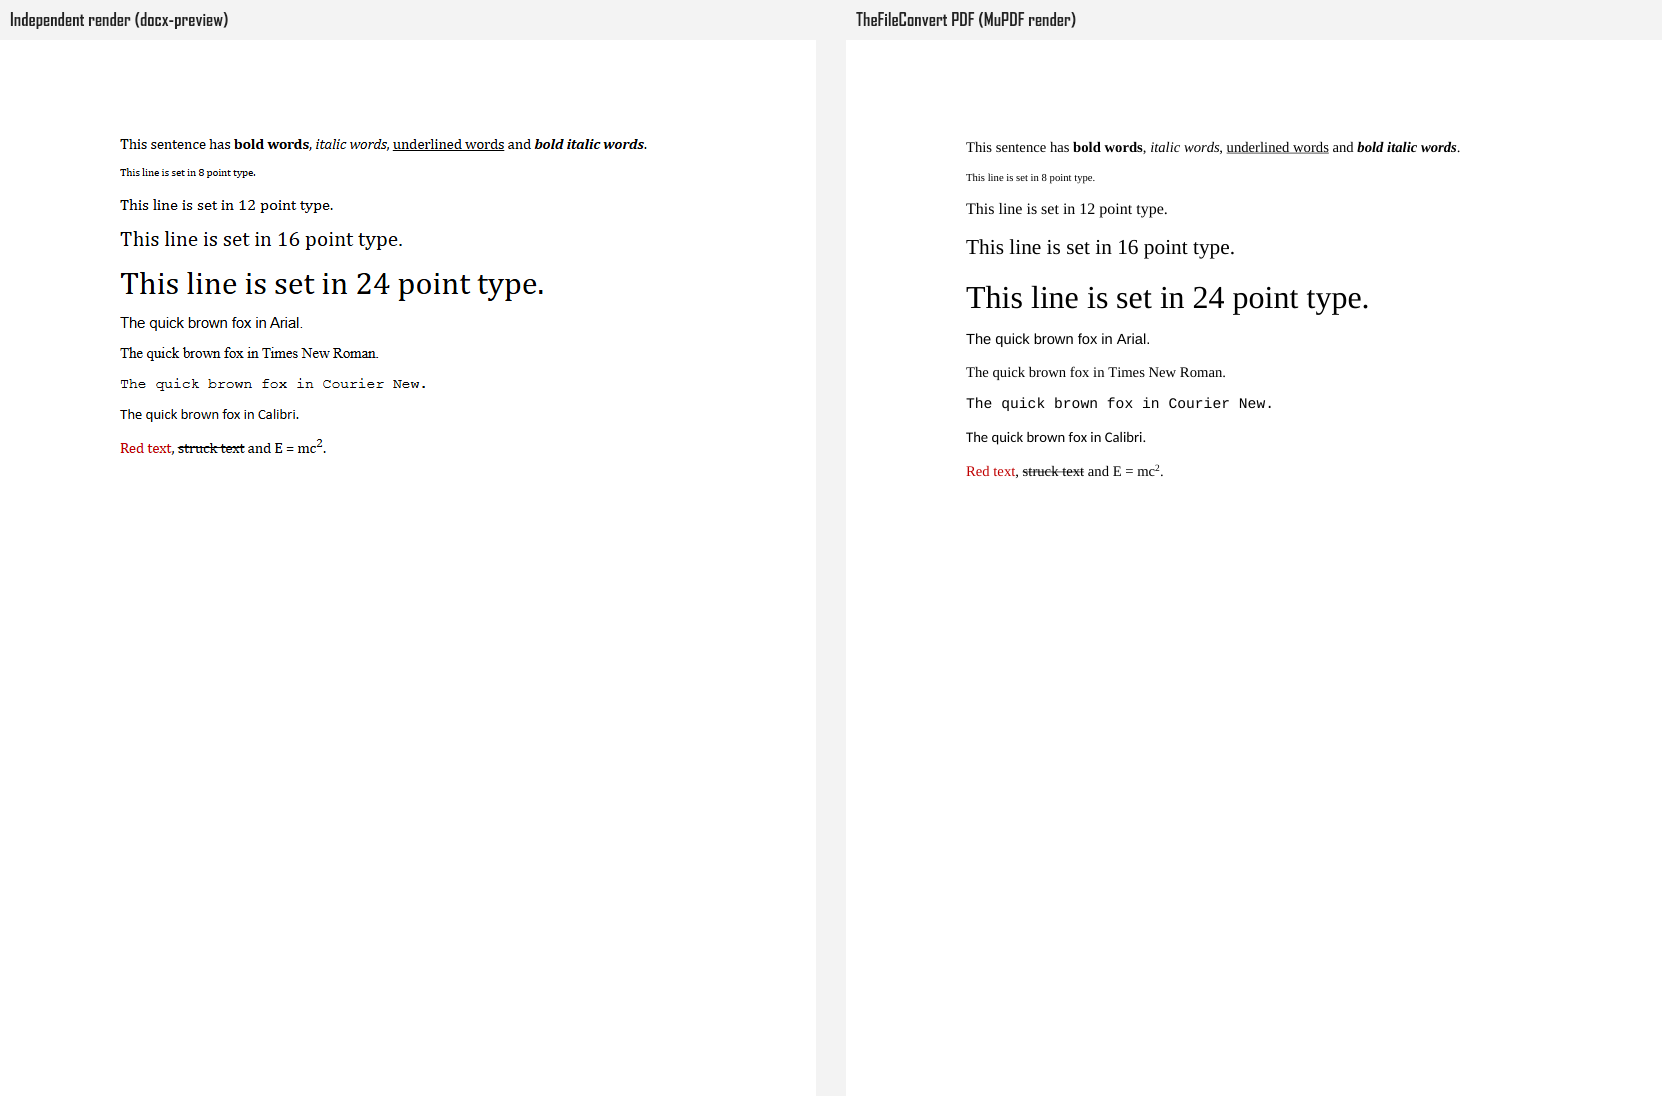 Independent render (docx-preview)
This sentence has bold words, italic words, underlined words and bold italic words.
This line is set in 8 point type.
This line is set in 12 point type.
This line is set in 16 point type.
This line is set in 24 point type.
The quick brown fox in Arial.
The quick brown fox in Times New Roman.
The quick brown fox in Courier New.
The quick brown fox in Calibri.
Red text, struck text and E = mc².
TheFileConvert PDF (MuPDF render)
This sentence has bold words, italic words, underlined words and bold italic words.
This line is set in 8 point type.
This line is set in 12 point type.
This line is set in 16 point type.
This line is set in 24 point type.
The quick brown fox in Arial.
The quick brown fox in Times New Roman.
The quick brown fox in Courier New.
The quick brown fox in Calibri.
Red text, struck text and E = mc².